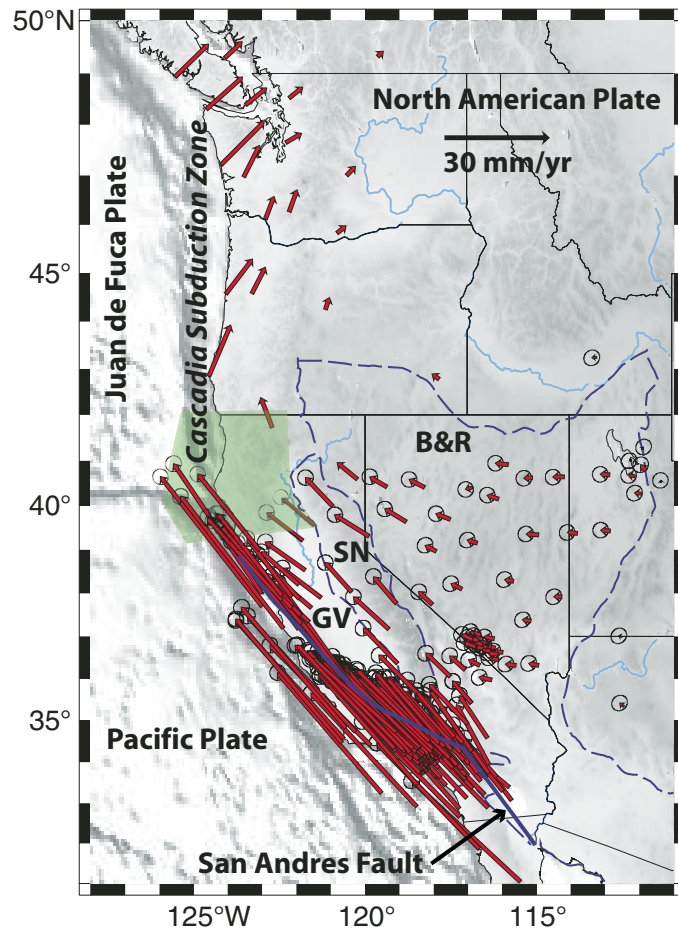 50°N
North American Plate
30 mm/yr
Juan de Fuca Plate
Cascadia Subduction Zone
45°
B&R
40°
SN
GV
35°
Pacific Plate
San Andres Fault
125°W
120°
115°